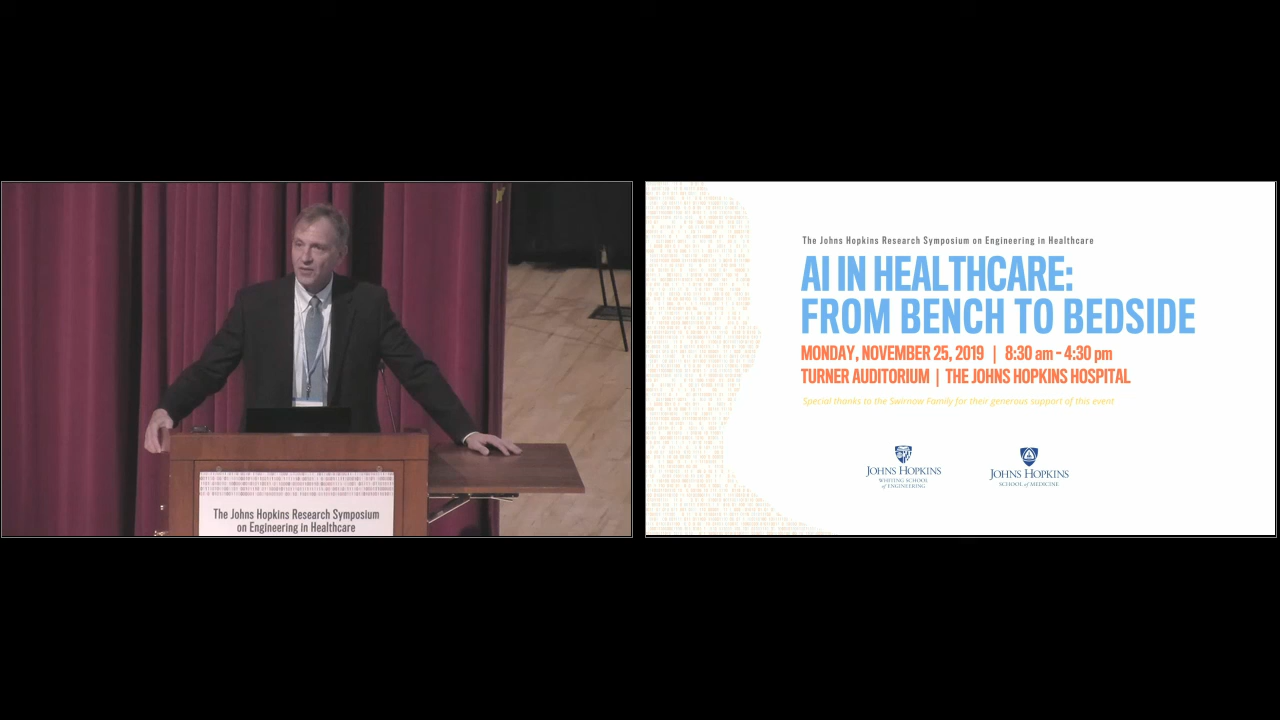 The Johns Hopkins Research Symposium
on Engineering in Healthcare
The Johns Hopkins Research Symposium on Engineering in Healthcare
AI IN HEALTHCARE:
FROM BENCH TO BEDSIDE
MONDAY, NOVEMBER 25, 2019 | 8:30 am - 4:30 pm
TURNER AUDITORIUM | THE JOHNS HOPKINS HOSPITAL
Special thanks to the Swirnow Family for their generous support of this event
JOHNS HOPKINS
WHITING SCHOOL
of ENGINEERING
JOHNS HOPKINS
SCHOOL of MEDICINE